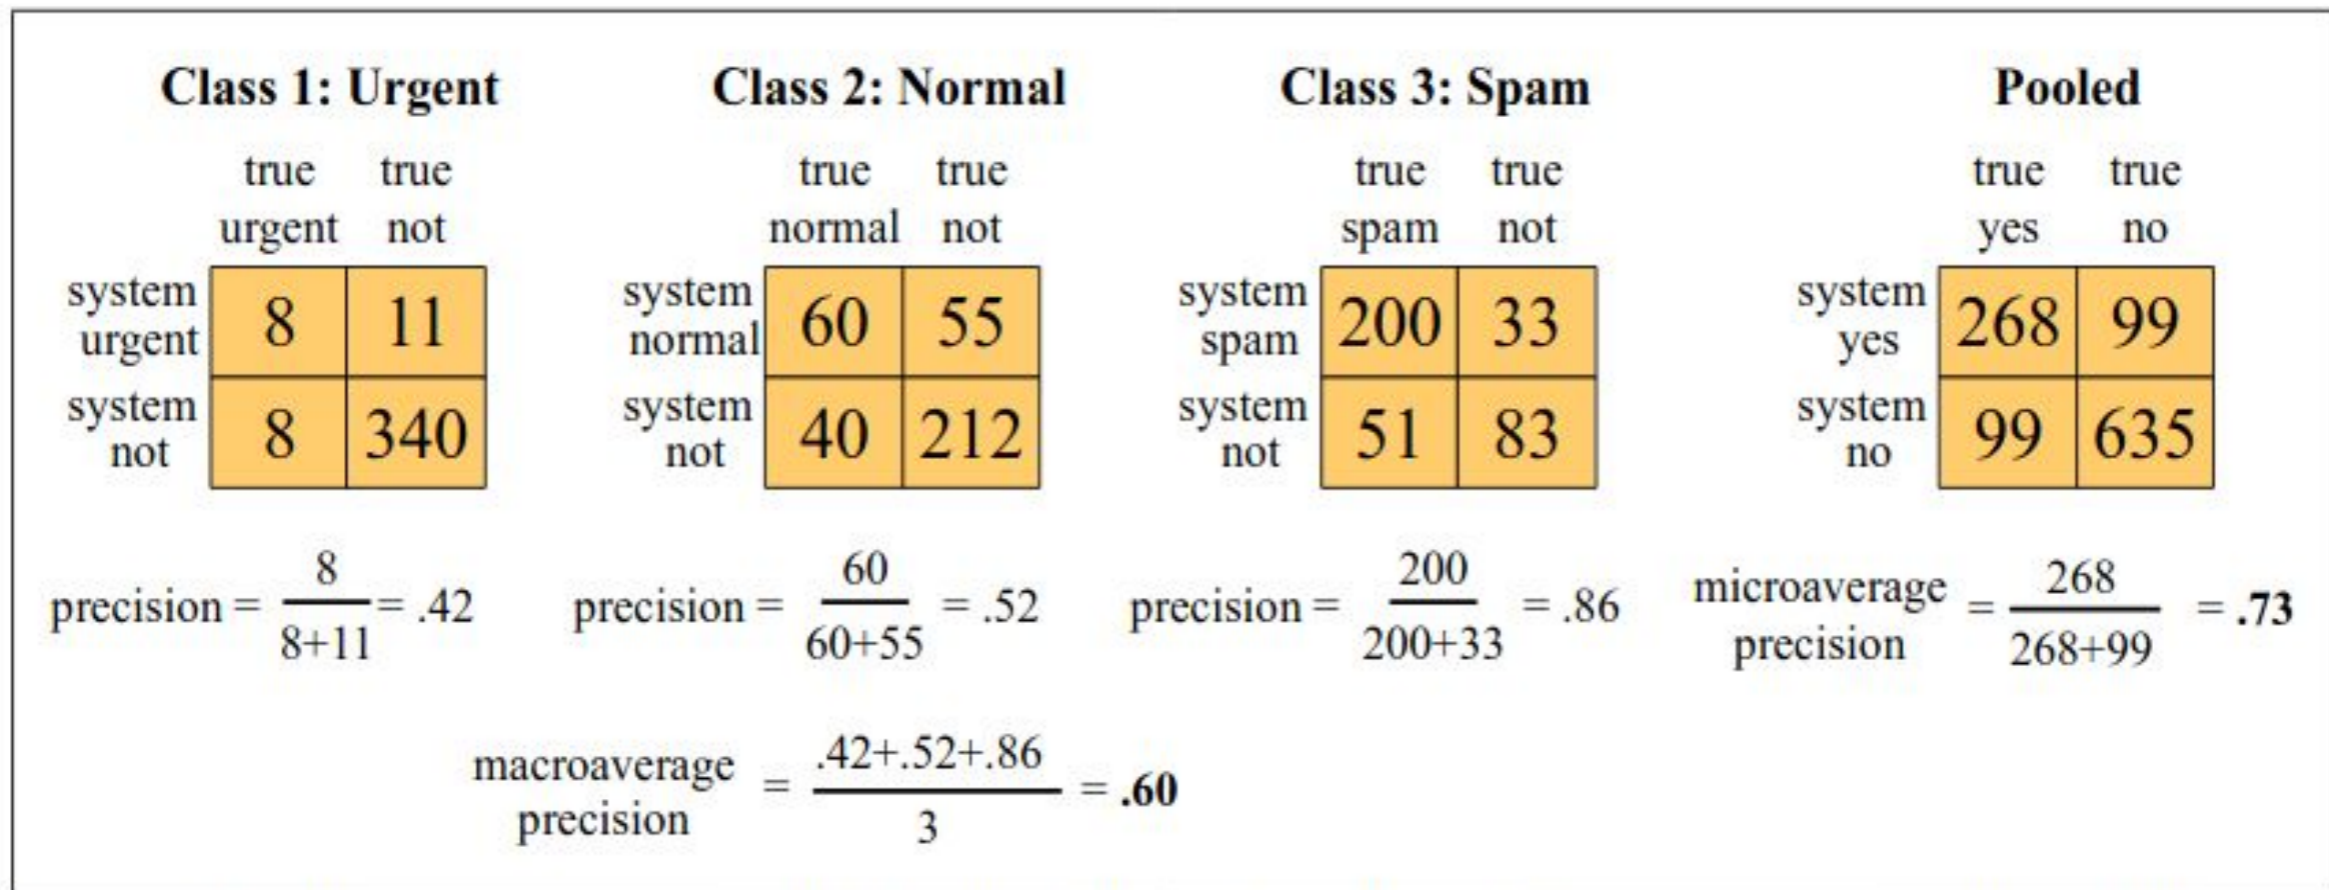 Class 1: Urgent
true true
urgent not
system urgent 8 11
system not 8 340
precision = 8 / 8+11 = .42
Class 2: Normal
true true
normal not
system normal 60 55
system not 40 212
precision = 60 / 60+55 = .52
Class 3: Spam
true true
spam not
system spam 200 33
system not 51 83
precision = 200 / 200+33 = .86
Pooled
true true
yes no
system yes 268 99
system no 99 635
microaverage precision = 268 / 268+99 = .73
macroaverage precision = .42+.52+.86 / 3 = .60